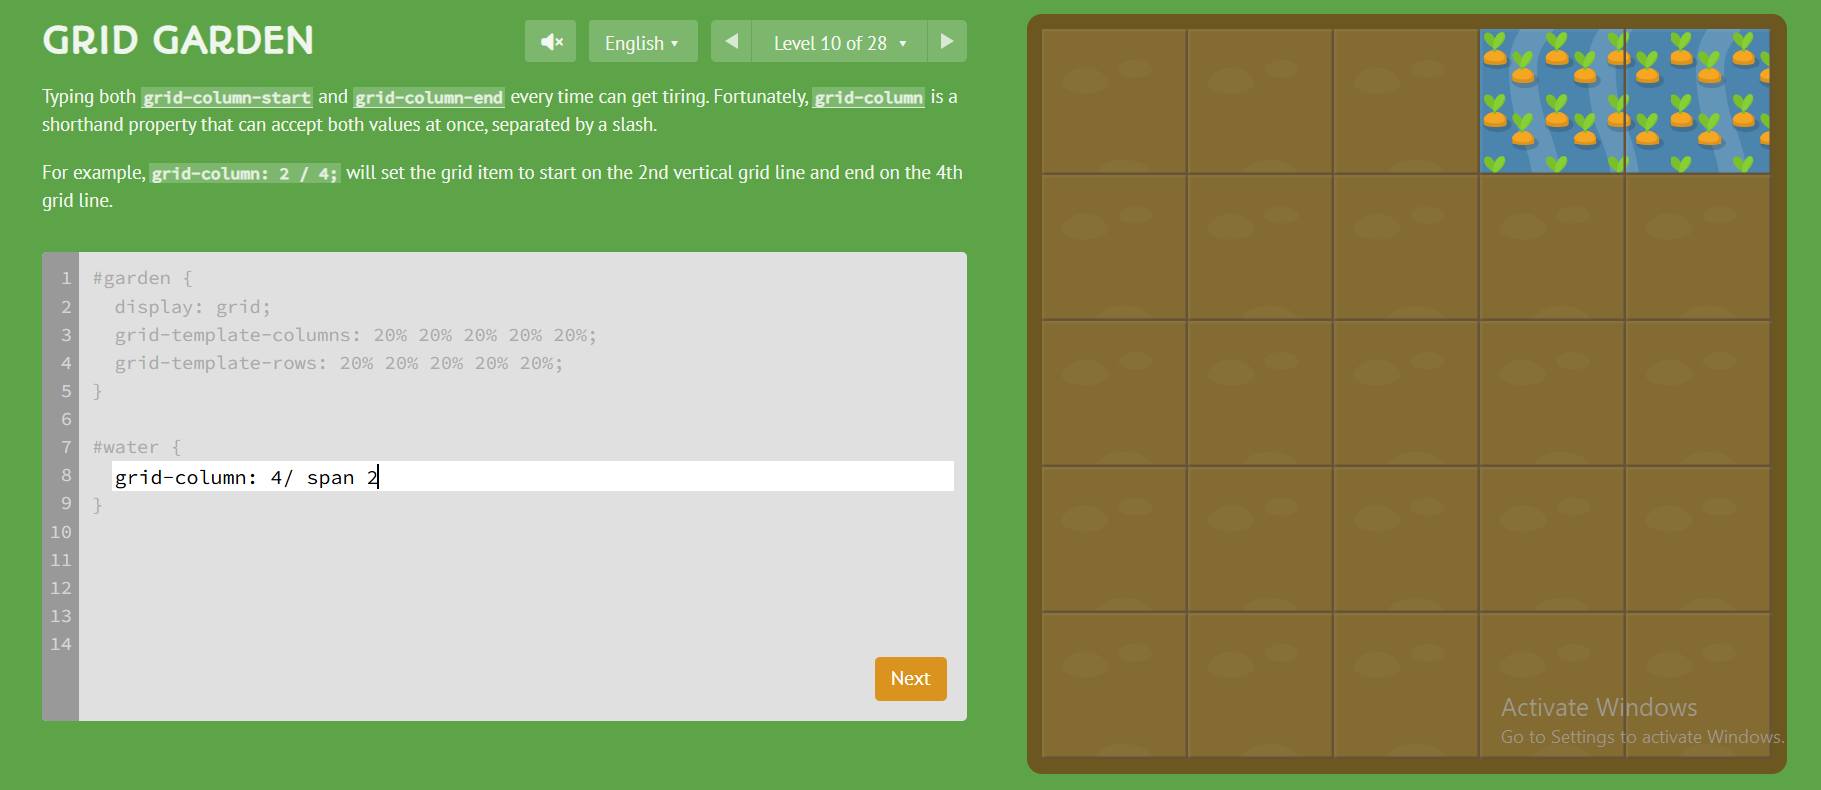 GRID GARDEN
English ▾
Level 10 of 28 ▾
Typing both grid-column-start and grid-column-end every time can get tiring. Fortunately, grid-column is a
shorthand property that can accept both values at once, separated by a slash.
For example, grid-column: 2 / 4; will set the grid item to start on the 2nd vertical grid line and end on the 4th
grid line.
1 #garden {
2 display: grid;
3 grid-template-columns: 20% 20% 20% 20% 20%;
4 grid-template-rows: 20% 20% 20% 20% 20%;
5 }
6
7 #water {
8 grid-column: 4/ span 2
9 }
10
11
12
13
14
Next
Activate Windows
Go to Settings to activate Windows.